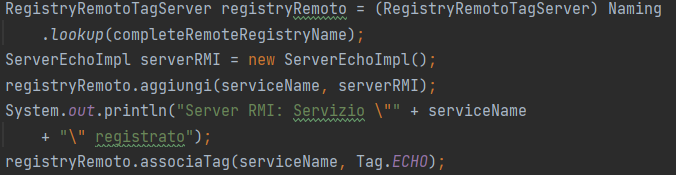 RegistryRemotoTagServer registryRemoto = (RegistryRemotoTagServer) Naming
.lookup(completeRemoteRegistryName);
ServerEchoImpl serverRMI = new ServerEchoImpl();
registryRemoto.aggiungi(serviceName, serverRMI);
System.out.println("Server RMI: Servizio \"" + serviceName
+ "\" registrato");
registryRemoto.associaTag(serviceName, Tag.ECHO);